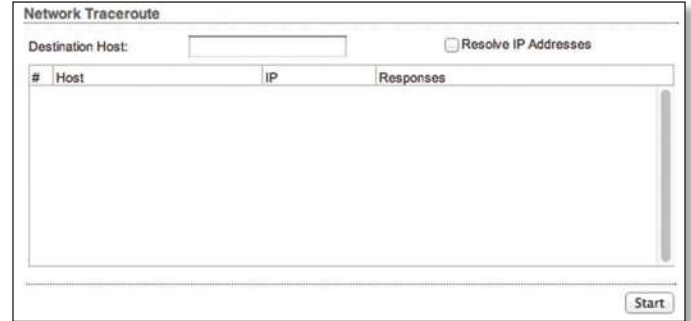 Network Traceroute
Destination Host: Resolve IP Addresses
# Host IP Responses
Start